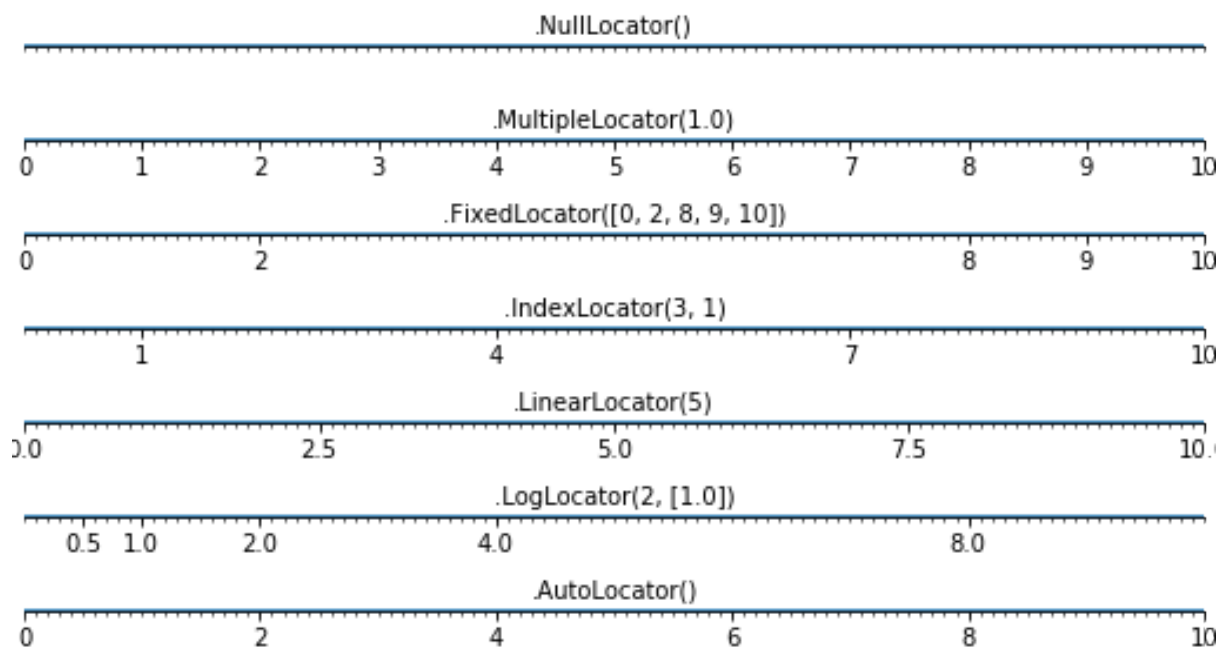 .NullLocator()
.MultipleLocator(1.0)
0 1 2 3 4 5 6 7 8 9 10
.FixedLocator([0, 2, 8, 9, 10])
0 2 8 9 10
.IndexLocator(3, 1)
1 4 7 10
.LinearLocator(5)
0.0 2.5 5.0 7.5 10.
.LogLocator(2, [1.0])
0.5 1.0 2.0 4.0 8.0
.AutoLocator()
0 2 4 6 8 10